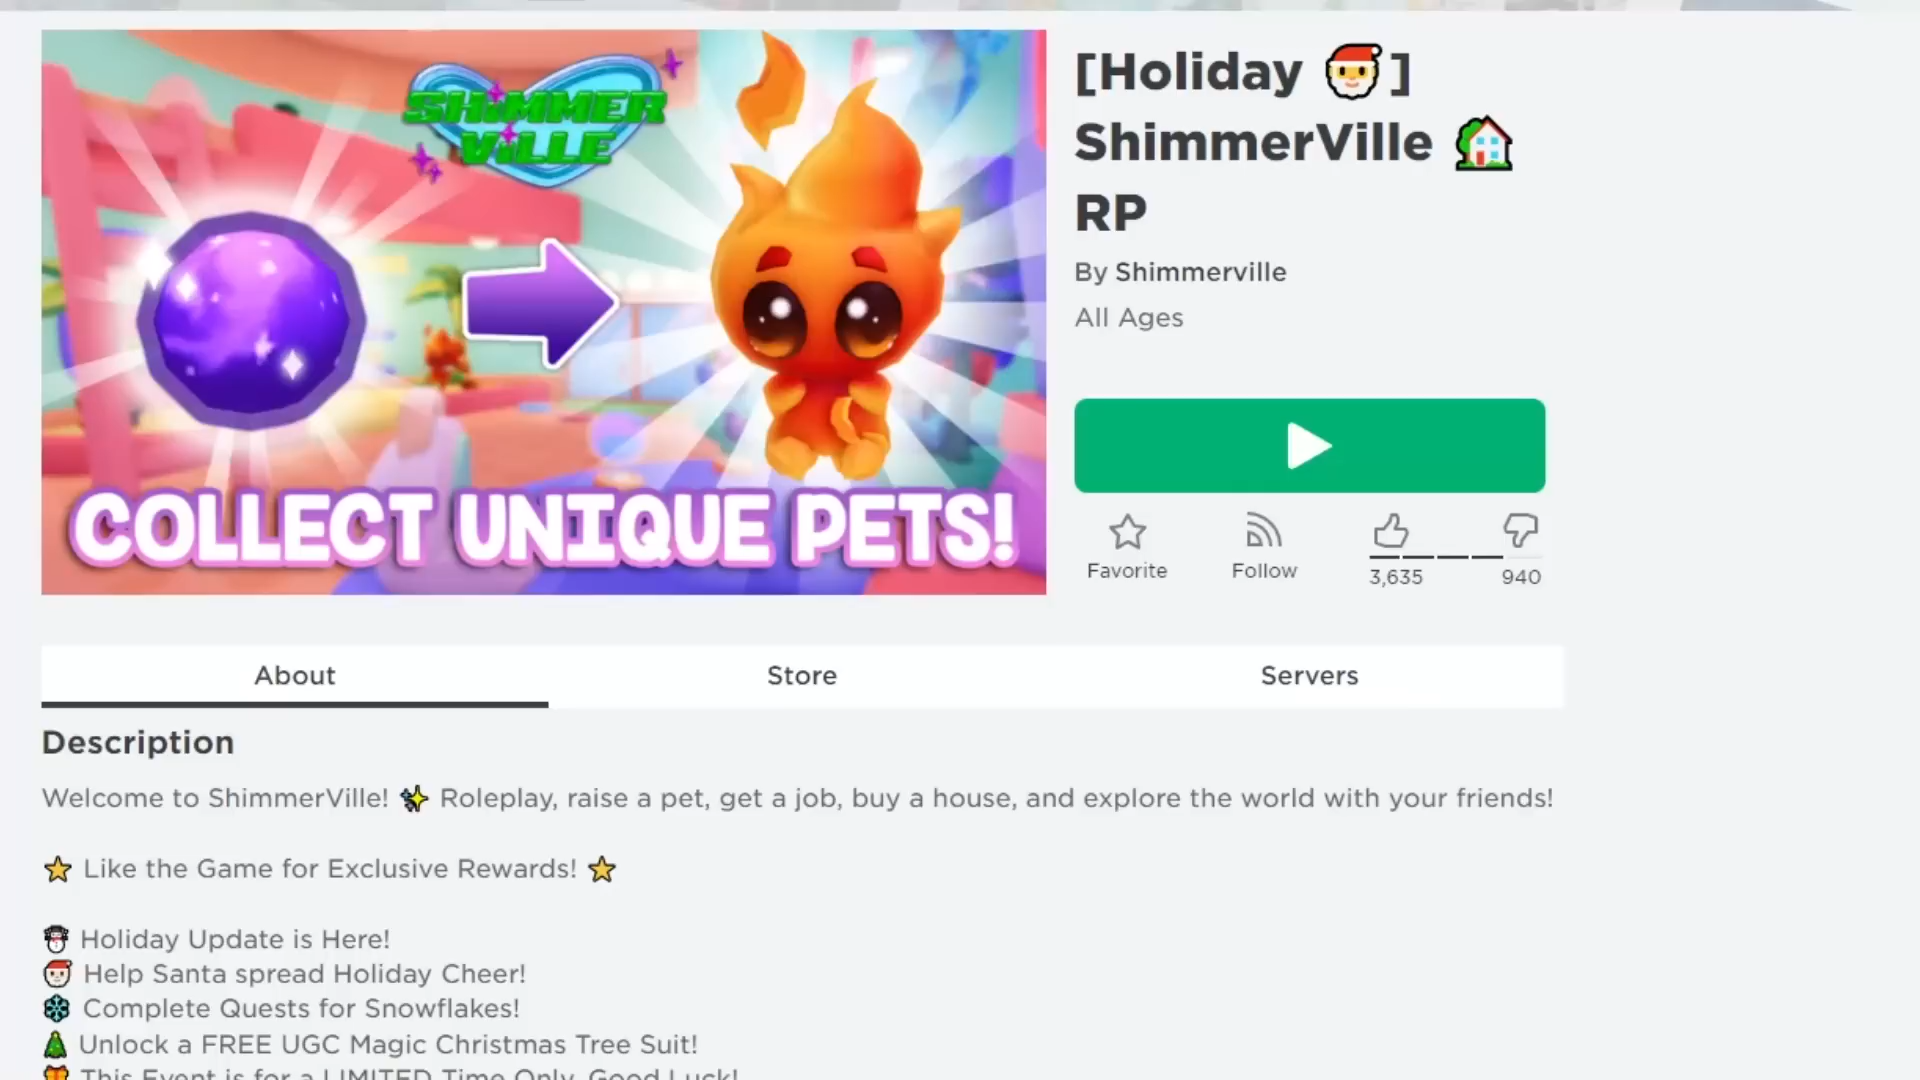 SHiMMER
ViLLE
COLLECT UNIQUE PETS!
[Holiday 🎅]
ShimmerVille 🏡
RP
By Shimmerville
All Ages
Favorite
Follow
3,635
940
About
Store
Servers
Description
Welcome to ShimmerVille! ✨ Roleplay, raise a pet, get a job, buy a house, and explore the world with your friends!
⭐ Like the Game for Exclusive Rewards! ⭐
⛄ Holiday Update is Here!
🎅 Help Santa spread Holiday Cheer!
❄️ Complete Quests for Snowflakes!
🎄 Unlock a FREE UGC Magic Christmas Tree Suit!
🎁 This Event is for a LIMITED Time Only. Good Luck!